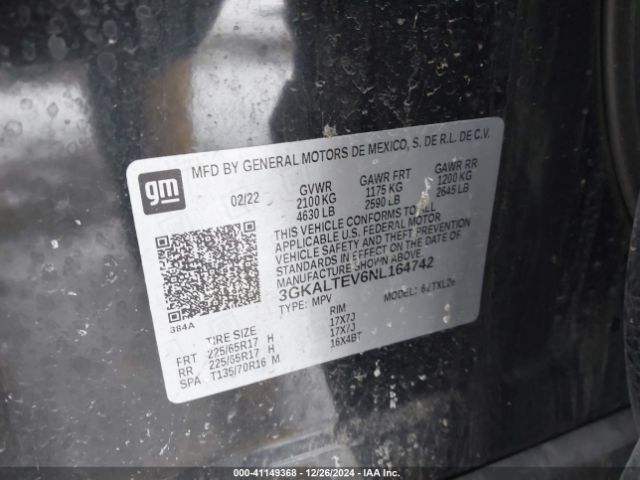 gm
MFD BY GENERAL MOTORS DE MEXICO, S. DE R.L. DE C.V.
02/22 GVWR GAWR FRT GAWR RR
2100 KG 1175 KG 1200 KG
4630 LB 2590 LB 2645 LB
THIS VEHICLE CONFORMS TO ALL
APPLICABLE U.S. FEDERAL MOTOR
VEHICLE SAFETY AND THEFT PREVENTION
STANDARDS IN EFFECT ON THE DATE OF
MANUFACTURE SHOWN ABOVE
3GKALTEV6NL164742
TYPE: MPV MODEL:
384A
TIRE SIZE RIM
FRT 225/65R17 H 17X7J
RR 225/65R17 H 17X7J
SPA T135/70R16 M 16X4BT
000-41149368 - 12/26/2024 - IAA Inc.